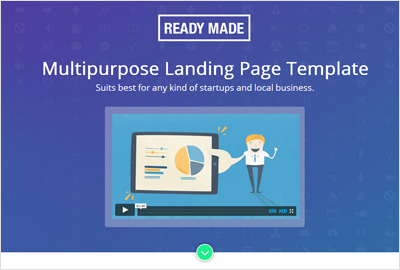 READY MADE
Multipurpose Landing Page Template
Suits best for any kind of startups and local business.